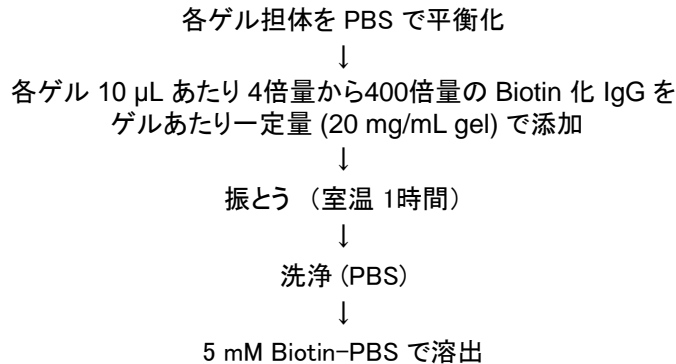 各ゲル担体を PBS で平衡化
↓
各ゲル 10 μL あたり 4倍量から400倍量の Biotin 化 IgG を
ゲルあたり一定量 (20 mg/mL gel) で添加
↓
振とう （室温 1時間）
↓
洗浄 (PBS)
↓
5 mM Biotin-PBS で溶出